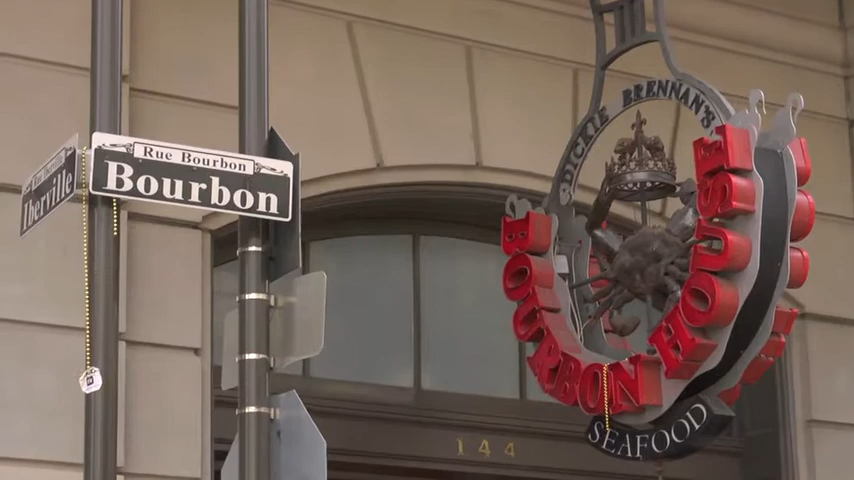 Rue Bourbon
Bourbon
Iberville
DICKIE BRENNAN'S
BOURBON HOUSE
SEAFOOD
144